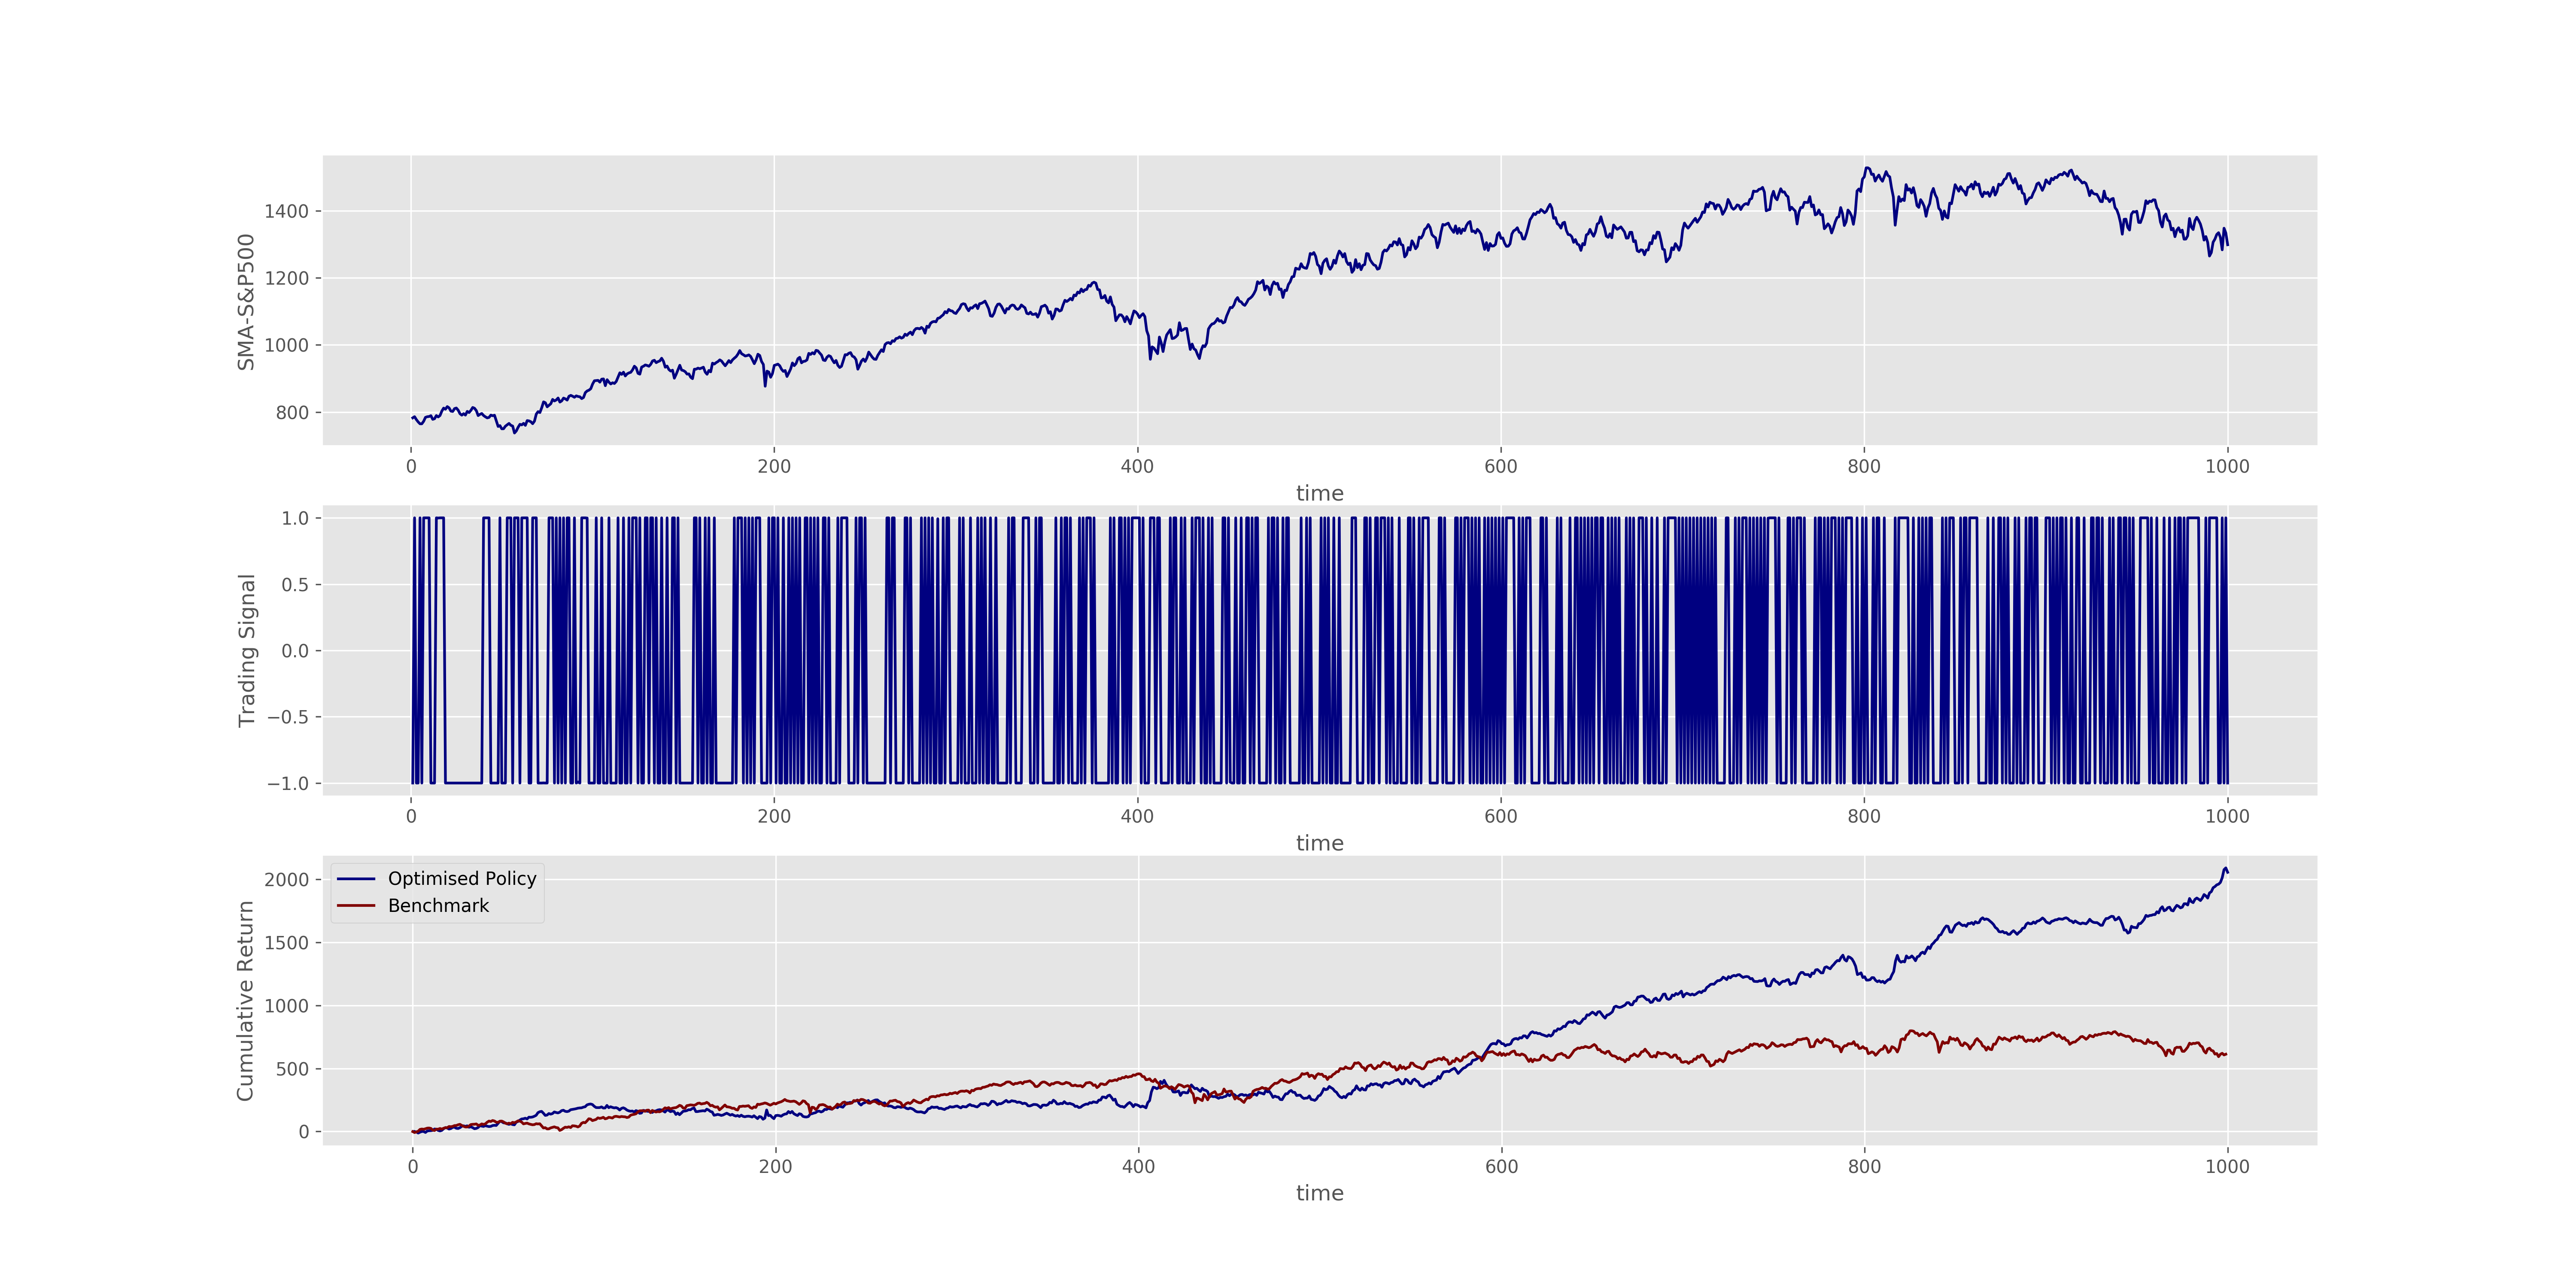 SMA-S&P500
1400
1200
1000
800
0 200 400 600 800 1000
time
Trading Signal
1.0
0.5
0.0
−0.5
−1.0
0 200 400 600 800 1000
time
Cumulative Return
Optimised Policy
Benchmark
2000
1500
1000
500
0
0 200 400 600 800 1000
time